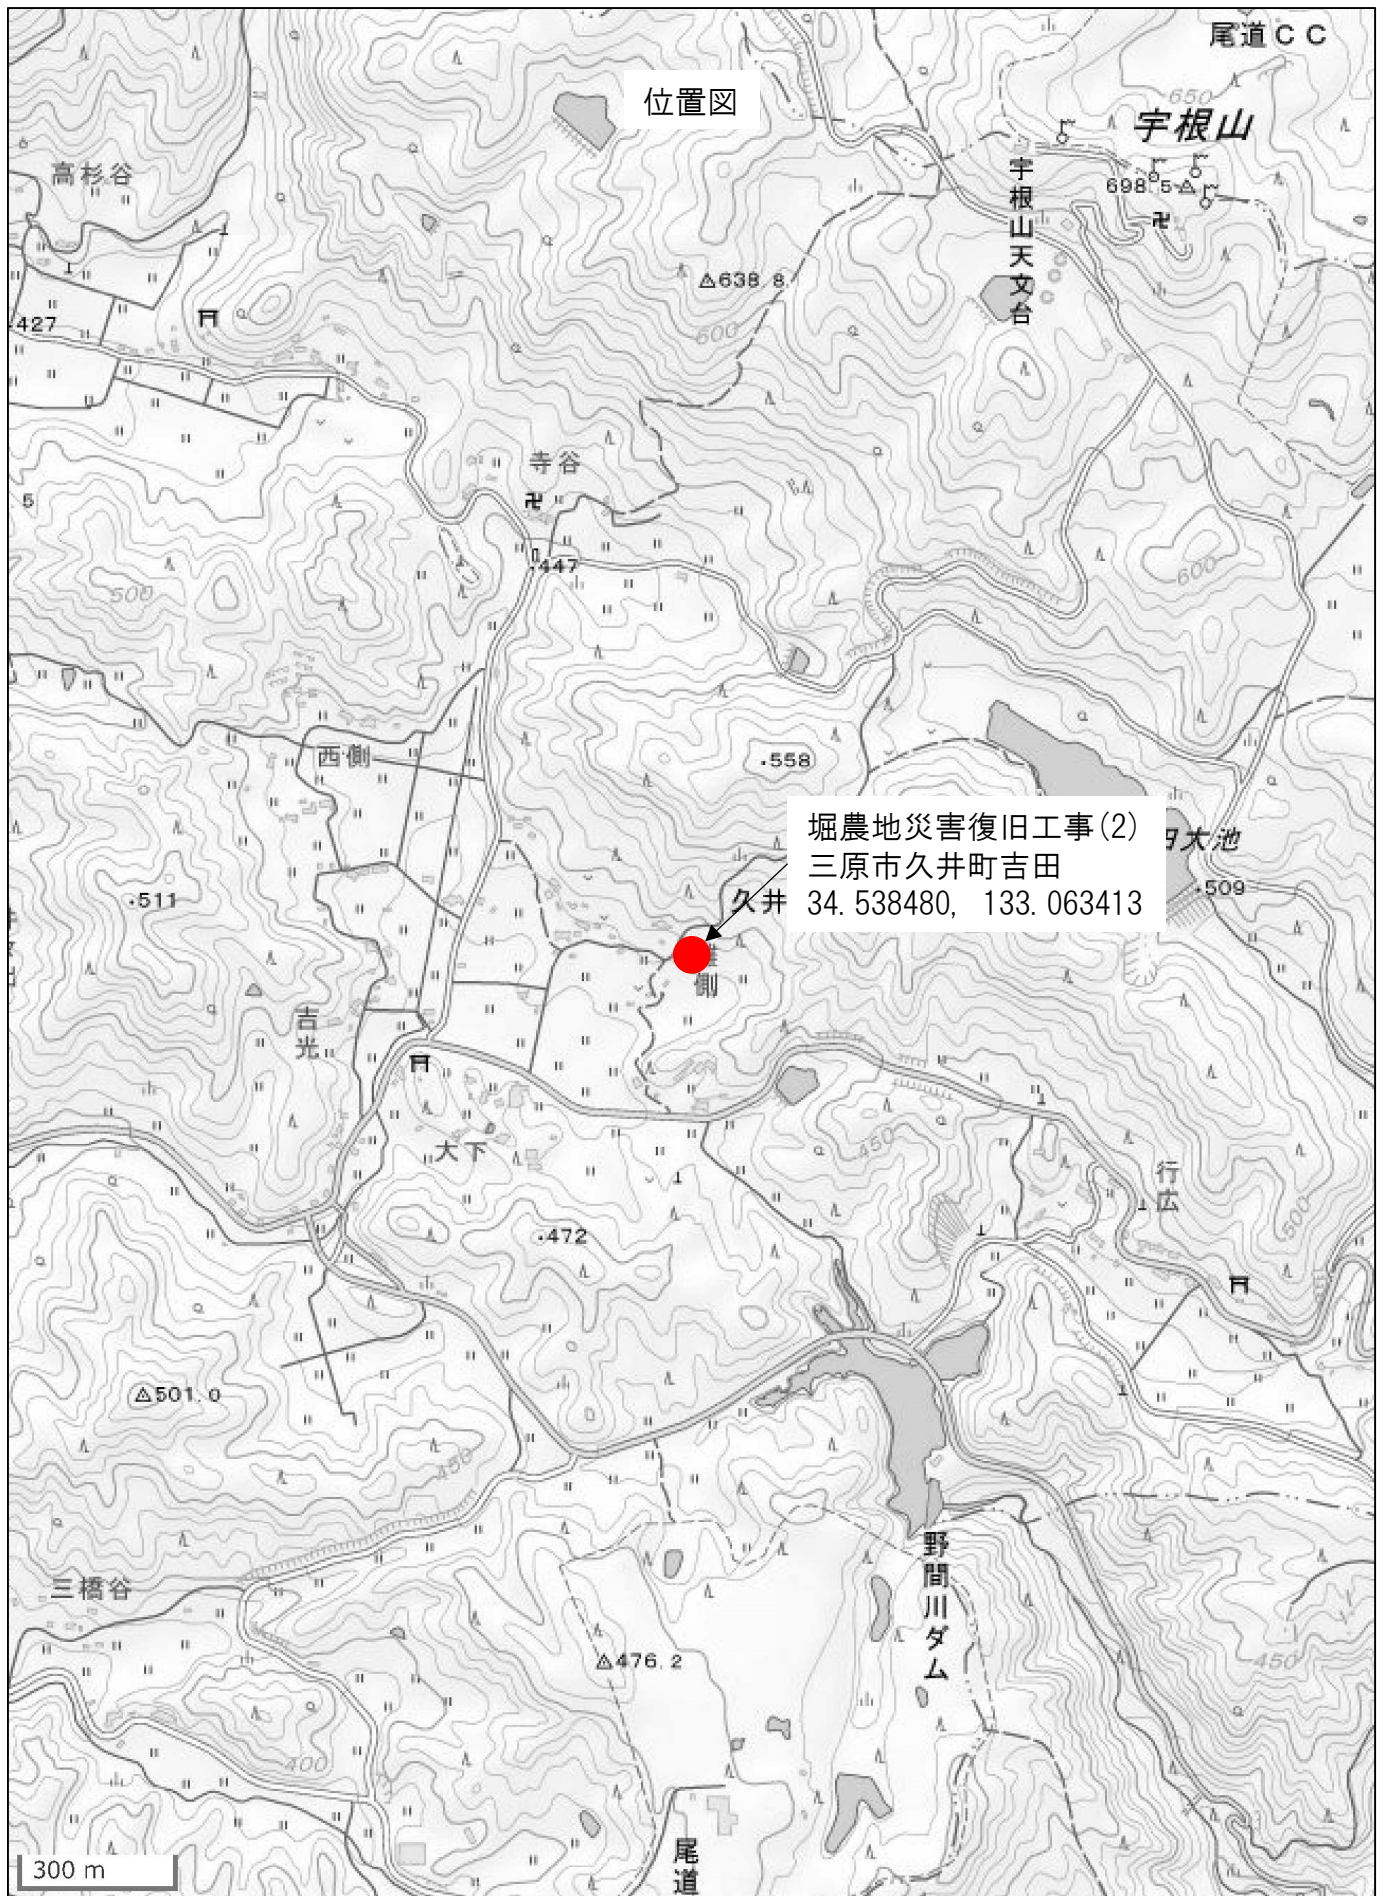 尾道CC
位置図
650
宇根山
高杉谷
宇根山天文台
698.5
638.8
427
600
寺谷
5
447
500
600
西側
558
堀農地災害復旧工事(2)
三原市久井町吉田
34.538480, 133.063413
田大池
511
久井
509
側
吉光
大下
450
行広
500
472
501.0
450
野間川ダム
三橋谷
476.2
450
400
尾道
300 m